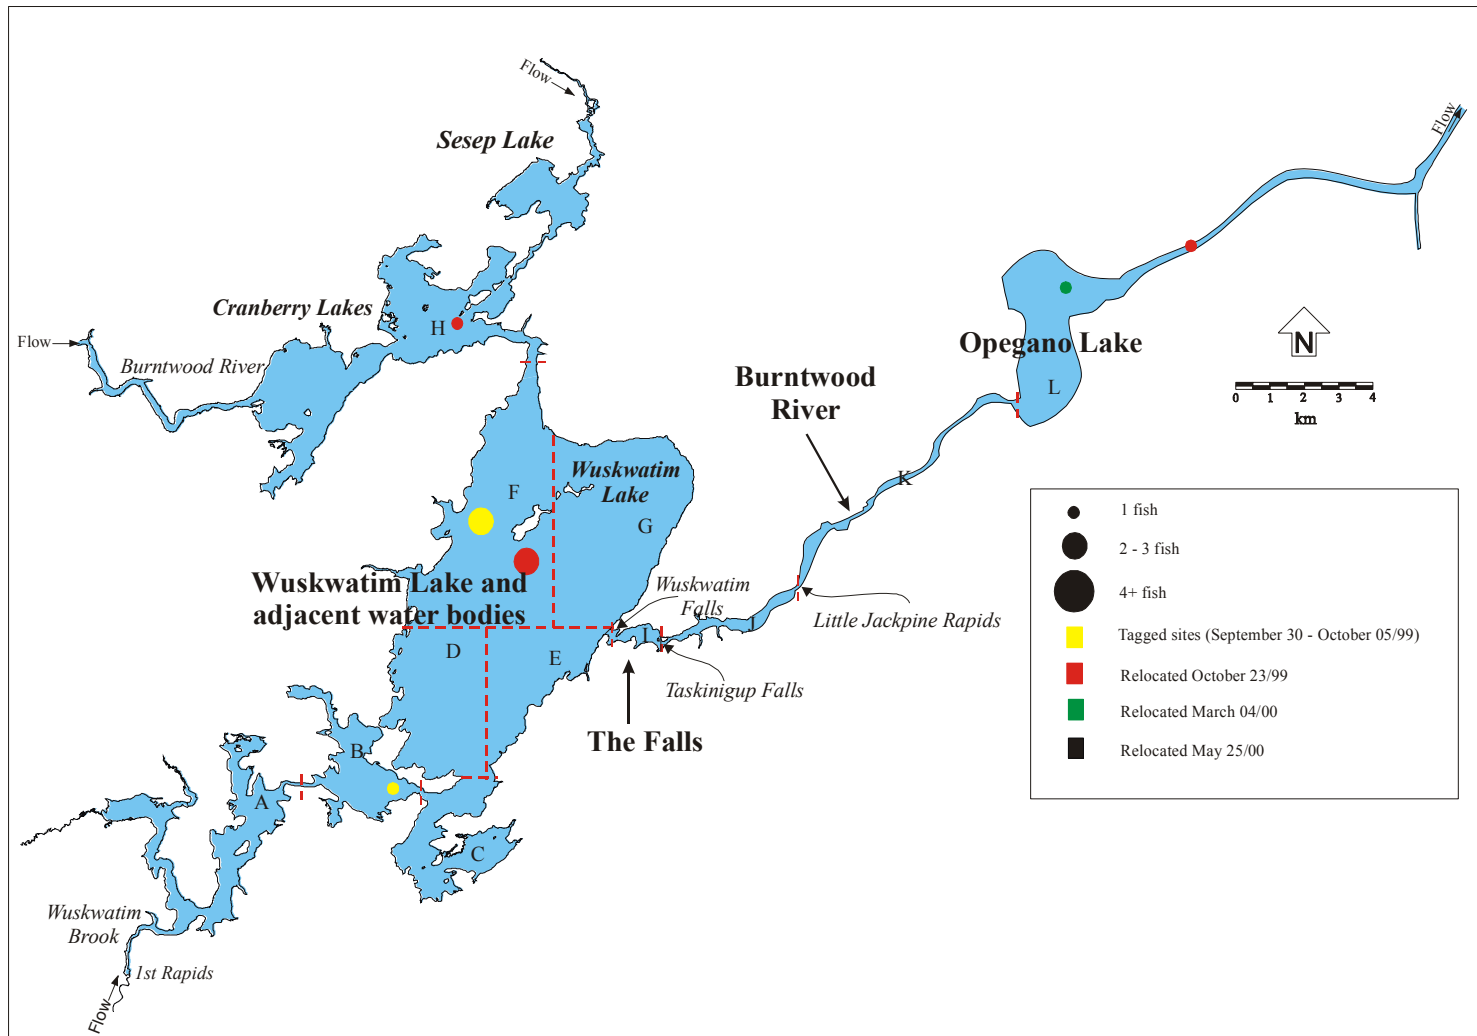 Flow
Sesep Lake
Flow
Cranberry Lakes
H
Flow
Burntwood River
Opegano Lake
L
N
0 1 2 3 4
km
Burntwood
River
K
F
Wuskwatim
Lake
G
Wuskwatim Lake and
adjacent water bodies
Wuskwatim
Falls
Little Jackpine Rapids
I
J
D
E
Taskinigup Falls
The Falls
B
A
C
Wuskwatim
Brook
1st Rapids
Flow
1 fish
2 - 3 fish
4+ fish
Tagged sites (September 30 - October 05/99)
Relocated October 23/99
Relocated March 04/00
Relocated May 25/00